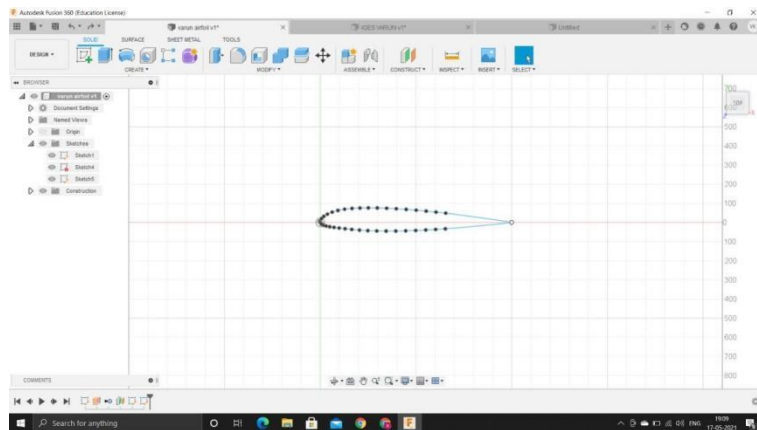 Autodesk Fusion 360 (Education License)
varun airfoil v1*
IGES VARUN v1*
Untitled
VK
SOLID
SURFACE
SHEET METAL
TOOLS
DESIGN
CREATE
MODIFY
ASSEMBLE
CONSTRUCT
INSPECT
INSERT
SELECT
BROWSER
varun airfoil v1
Document Settings
Named Views
Origin
Sketches
Sketch1
Sketch4
Sketch5
Construction
TOP
700
500
400
300
200
100
0
100
200
300
400
500
600
700
800
COMMENTS
Search for anything
ENG
19:09
17-05-2021